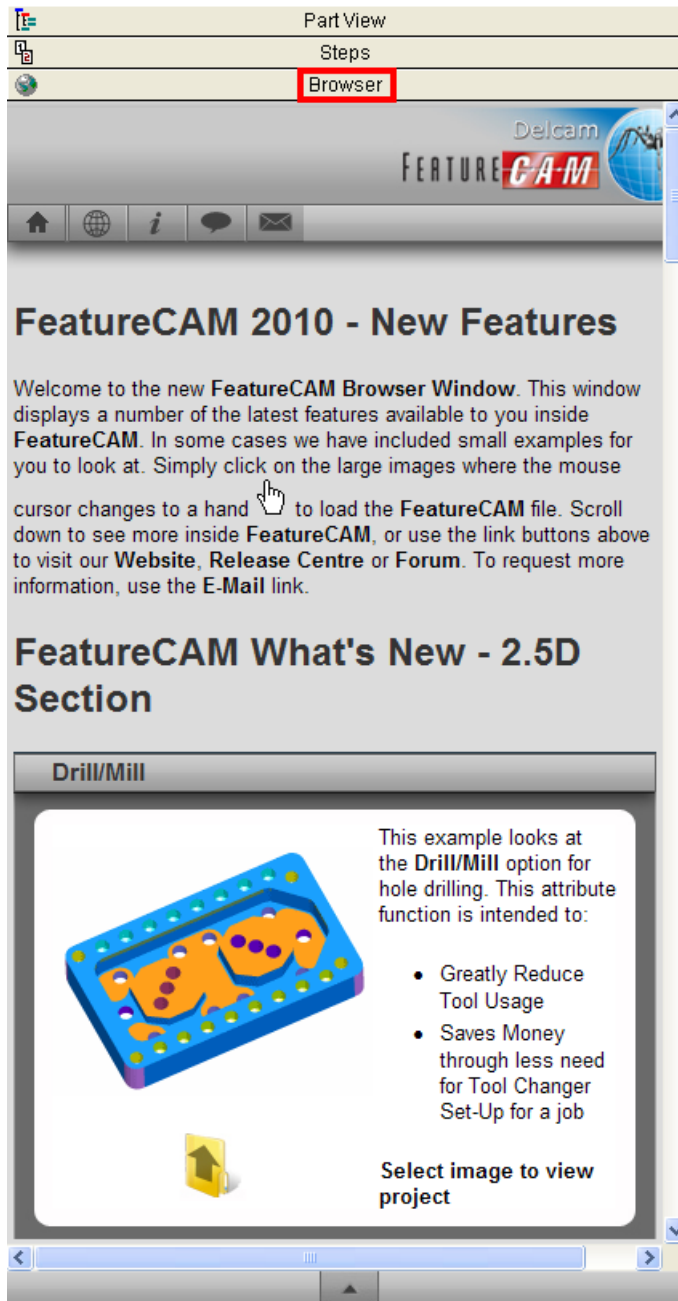 Part View
Steps
Browser
Delcam
FEATURECAM
FeatureCAM 2010 - New Features
Welcome to the new FeatureCAM Browser Window. This window
displays a number of the latest features available to you inside
FeatureCAM. In some cases we have included small examples for
you to look at. Simply click on the large images where the mouse
cursor changes to a hand to load the FeatureCAM file. Scroll
down to see more inside FeatureCAM, or use the link buttons above
to visit our Website, Release Centre or Forum. To request more
information, use the E-Mail link.
FeatureCAM What's New - 2.5D
Section
Drill/Mill
This example looks at
the Drill/Mill option for
hole drilling. This attribute
function is intended to:
• Greatly Reduce
Tool Usage
• Saves Money
through less need
for Tool Changer
Set-Up for a job
Select image to view
project